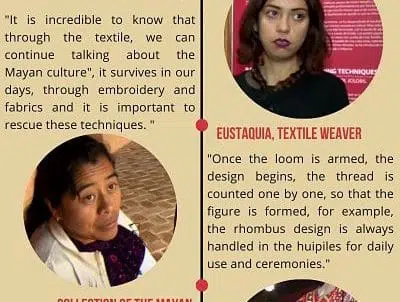 "It is incredible to know that
through the textile, we can
continue talking about the
Mayan culture", it survives in our
days, through embroidery and
fabrics and it is important to
rescue these techniques. "
NG TECHNIQUES
EUSTAQUIA, TEXTILE WEAVER
"Once the loom is armed, the
design begins, the thread is
counted one by one, so that the
figure is formed, for example,
the rhombus design is always
handled in the huipiles for daily
use and ceremonies."
COLLECTION OF THE MAYAN